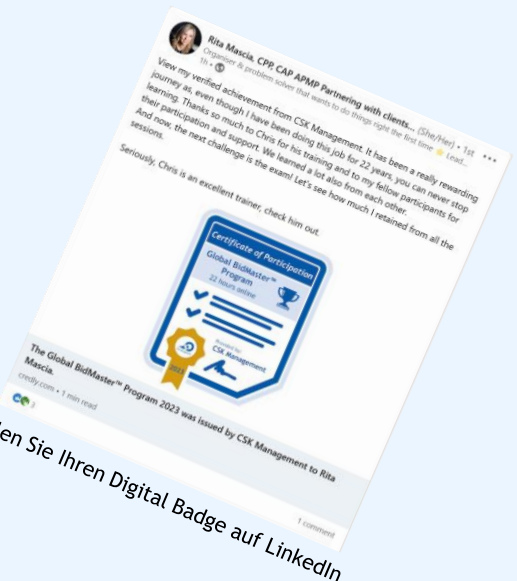 Rita Mascia, CPP, CAP APMP Partnering with clients... (She/Her) • 1st
Organiser & problem solver that wants to do things right the first time ⭐ Lead...
1h •
View my verified achievement from CSK Management. It has been a really rewarding
journey as, even though I have been doing this job for 22 years, you can never stop
learning. Thanks so much to Chris for his training and to my fellow participants for
their participation and support. We learned a lot also from each other.
And now, the next challenge is the exam! Let's see how much I retained from all the
sessions.
Seriously, Chris is an excellent trainer, check him out.
Certificate of Participation
Global BidMaster™
Program
22 hours online
Provided by:
CSK Management
2023
The Global BidMaster™ Program 2023 was issued by CSK Management to Rita
Mascia.
credly.com • 1 min read
3
1 comment
Sie Ihren Digital Badge auf LinkedIn